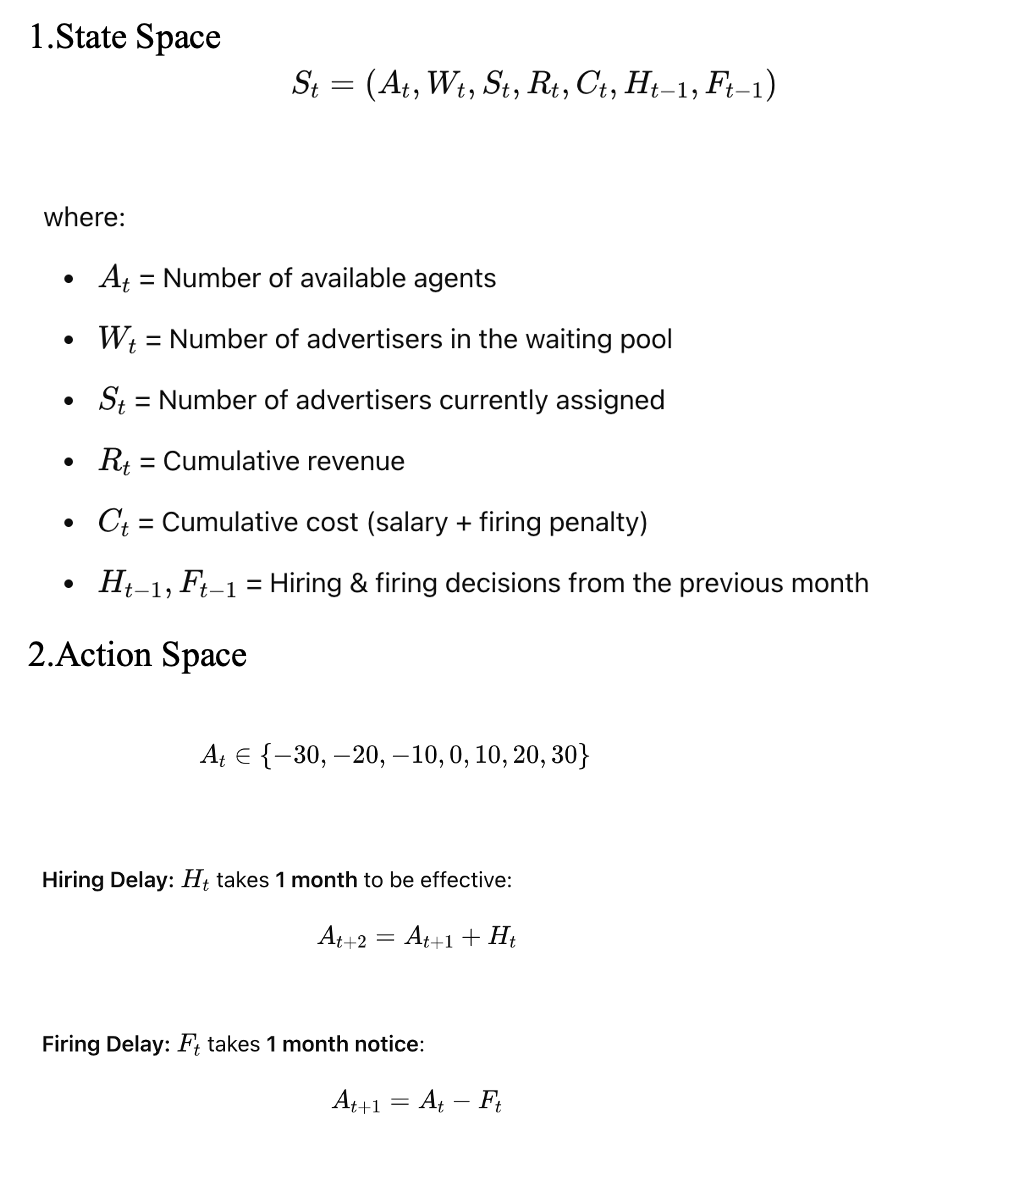 1.State Space
S_t = (A_t, W_t, S_t, R_t, C_t, H_{t−1}, F_{t−1})
where:
• A_t = Number of available agents
• W_t = Number of advertisers in the waiting pool
• S_t = Number of advertisers currently assigned
• R_t = Cumulative revenue
• C_t = Cumulative cost (salary + firing penalty)
• H_{t−1}, F_{t−1} = Hiring & firing decisions from the previous month
2.Action Space
A_t ∈ {−30, −20, −10, 0, 10, 20, 30}
Hiring Delay: H_t takes 1 month to be effective:
A_{t+2} = A_{t+1} + H_t
Firing Delay: F_t takes 1 month notice:
A_{t+1} = A_t − F_t